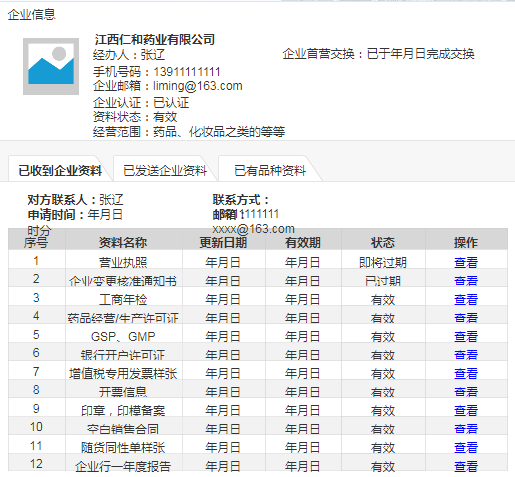 企业信息
江西仁和药业有限公司
经办人：张辽 企业首营交换：已于年月日完成交换
手机号码：13911111111
企业邮箱：liming@163.com
企业认证：已认证
资料状态：有效
经营范围：药品、化妆品之类的等等
已收到企业资料 已发送企业资料 已有品种资料
对方联系人：张辽 联系方式：
申请时间：年月日 邮箱：1111111
时分 xxxx@163.com
序号 资料名称 更新日期 有效期 状态 操作
1 营业执照 年月日 年月日 即将过期 查看
2 企业变更核准通知书 年月日 年月日 已过期 查看
3 工商年检 年月日 年月日 有效 查看
4 药品经营/生产许可证 年月日 年月日 有效 查看
5 GSP、GMP 年月日 年月日 有效 查看
6 银行开户许可证 年月日 年月日 有效 查看
7 增值税专用发票样张 年月日 年月日 有效 查看
8 开票信息 年月日 年月日 有效 查看
9 印章，印模备案 年月日 年月日 有效 查看
10 空白销售合同 年月日 年月日 有效 查看
11 随货同性单样张 年月日 年月日 有效 查看
12 企业行一年度报告 年月日 年月日 有效 查看